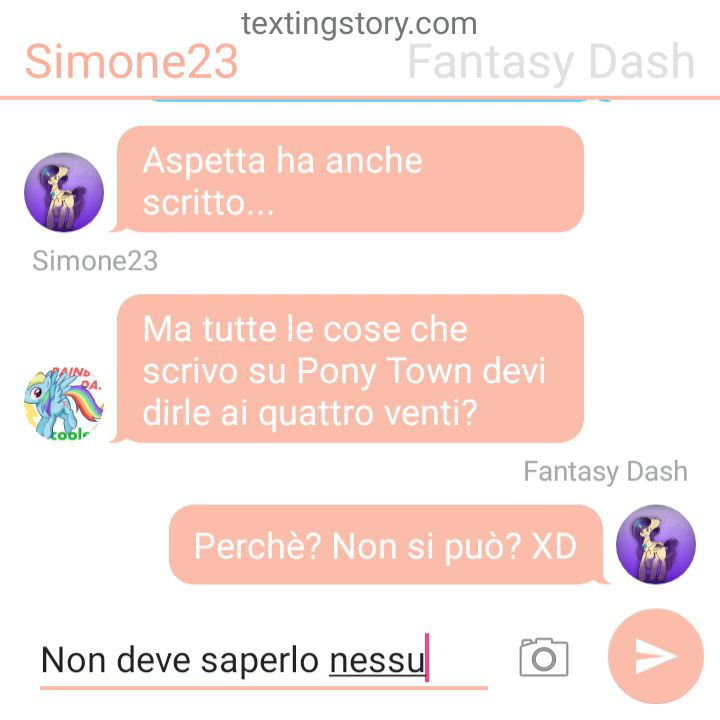 textingstory.com
Simone23
Fantasy Dash
Aspetta ha anche
scritto...
Simone23
Ma tutte le cose che
scrivo su Pony Town devi
dirle ai quattro venti?
Fantasy Dash
Perchè? Non si può? XD
Non deve saperlo nessu